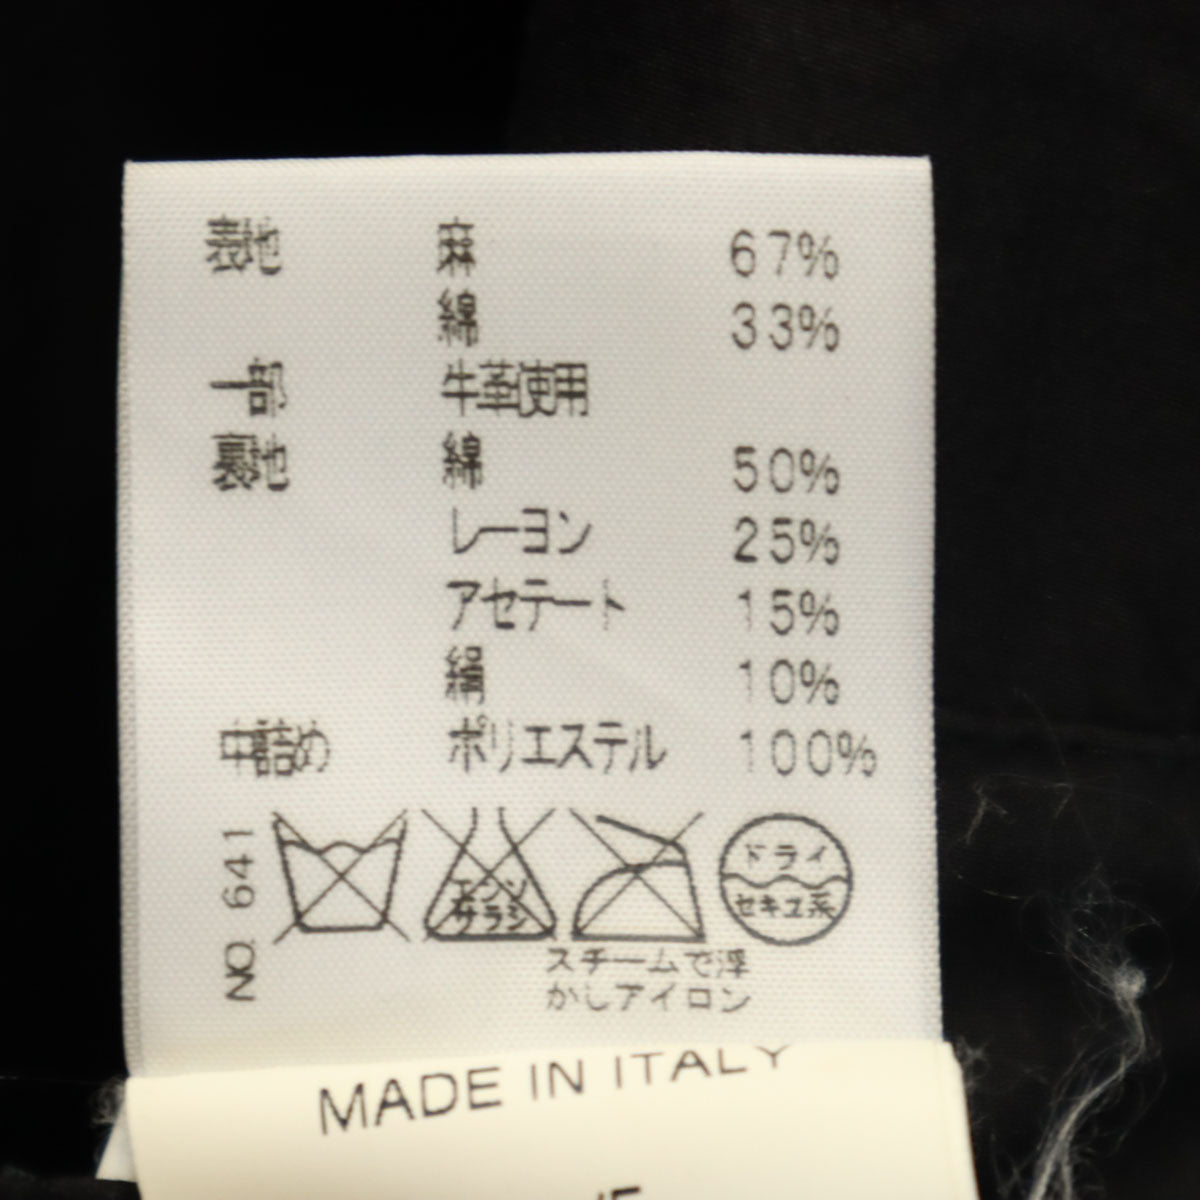 表地 麻 67%
綿 33%
一部 牛革使用
裏地 綿 50%
レーヨン 25%
アセテート 15%
絹 10%
中詰め ポリエステル 100%
NO. 641
エンソ
サラシ
ドライ
セキユ系
スチームで浮
かしアイロン
MADE IN ITALY